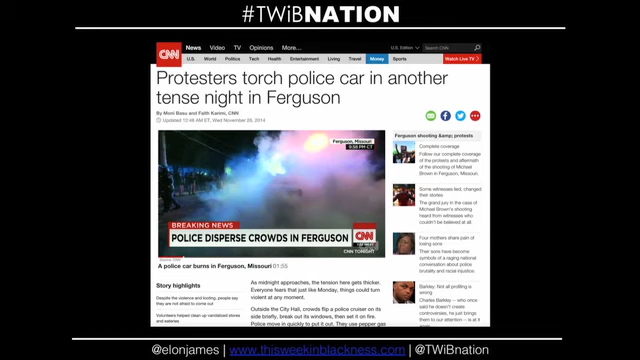 #TWiBNATION
CNN News Video TV Opinions More... U.S. Edition Search CNN
U.S. World Politics Tech Health Entertainment Living Travel Money Sports Watch Live TV
Protesters torch police car in another
tense night in Ferguson
By Moni Basu and Faith Karimi, CNN
Updated 12:46 AM ET, Wed November 26, 2014
Ferguson, Missouri
9:58 PM CT
BREAKING NEWS
POLICE DISPERSE CROWDS IN FERGUSON
CNN
CNN TONIGHT
A police car burns in Ferguson, Missouri 01:55
Story highlights
Despite the violence and looting, people say
they are not afraid to come out
Volunteers helped clean up vandalized stores
and eateries
As midnight approaches, the tension here gets thicker.
Everyone fears that just like Monday, things could turn
violent at any moment.
Outside the City Hall, crowds flip a police cruiser on its
side briefly, break out its windows, then set it on fire.
Police move in quickly to put it out. They use pepper gas
Ferguson shooting &amp; protests
Complete coverage
Follow our complete coverage
of the protests and aftermath
of the shooting of Michael
Brown in Ferguson, Missouri.
Some witnesses lied, changed
their stories
The grand jury in the case of
Michael Brown's shooting
heard from witnesses who
couldn't be believed at all.
Four mothers share pain of
losing sons
Their sons have become
symbols of a raging national
conversation about police
brutality and racial injustice.
Barkley: Not all profiling is
wrong
Charles Barkley -- who once
said he doesn't create
controversies, he just brings
them to our attention -- is at
it
@elonjames | www.thisweekinblackness.com | @TWiBnation